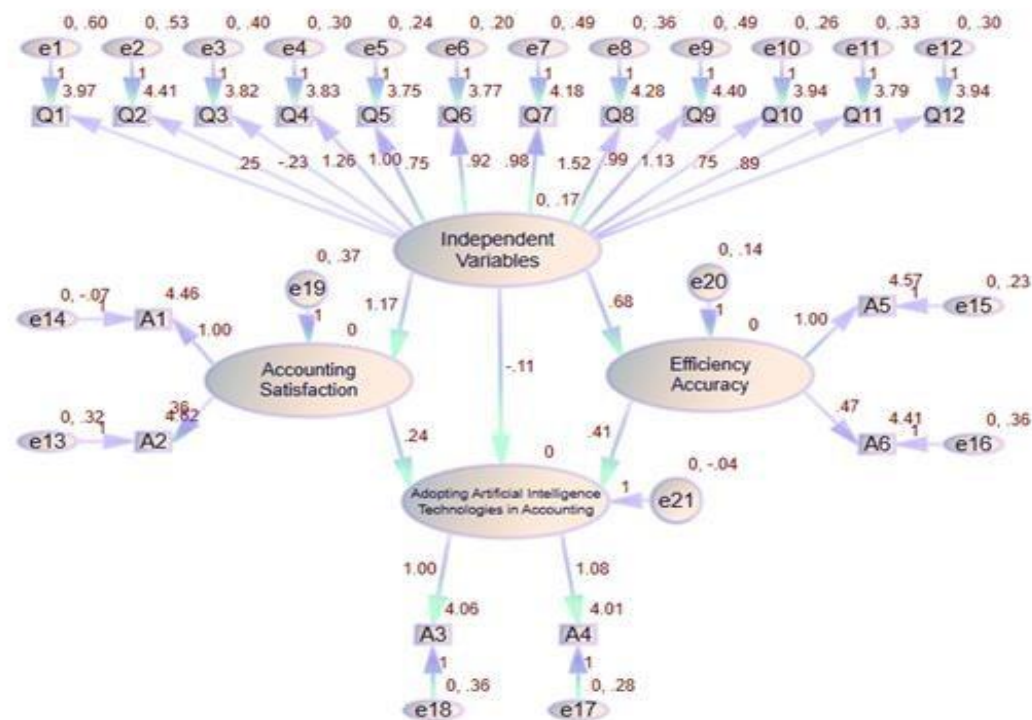 0, .60 0, .53 0, .40 0, .30 0, .24 0, .20 0, .49 0, .36 0, .49 0, .26 0, .33 0, .30
e1 e2 e3 e4 e5 e6 e7 e8 e9 e10 e11 e12
1 1 1 1 1 1 1 1 1 1 1 1
3.97 4.41 3.82 3.83 3.75 3.77 4.18 4.28 4.40 3.94 3.79 3.94
Q1 Q2 Q3 Q4 Q5 Q6 Q7 Q8 Q9 Q10 Q11 Q12
.25 -.23 1.26 1.00 .75 .92 .98 1.52 .99 1.13 .75 .89
0, .17
Independent
Variables
0, .37
e19
1
0
1.17
0, .14
e20
1
0
.68
0, -.07
e14
1
4.46
A1
1.00
4.57
A5
1
0, .23
e15
1.00
Accounting
Satisfaction
-.11
Efficiency
Accuracy
0, .32
e13
1
.36
4.62
A2
.47
4.41
A6
1
0, .36
e16
.24
.41
0
0, -.04
e21
1
Adopting Artificial Intelligence
Technologies in Accounting
1.00 1.08
4.06 4.01
A3 A4
1 1
0, .36 0, .28
e18 e17